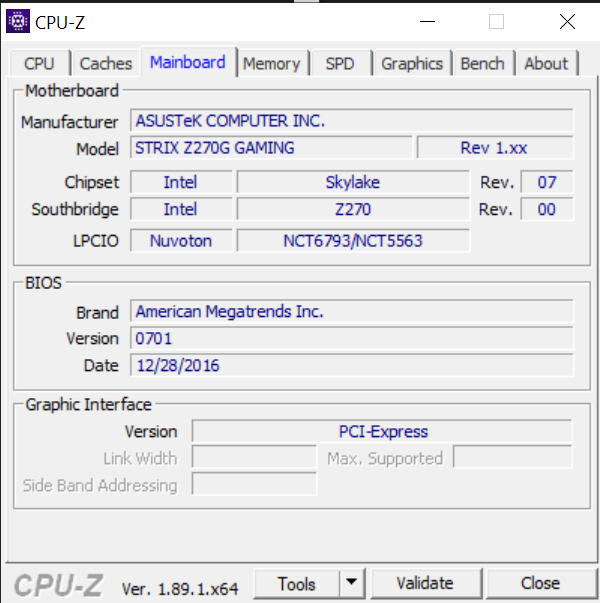 CPU-Z
CPU Caches Mainboard Memory SPD Graphics Bench About
Motherboard
Manufacturer ASUSTeK COMPUTER INC.
Model STRIX Z270G GAMING Rev 1.xx
Chipset Intel Skylake Rev. 07
Southbridge Intel Z270 Rev. 00
LPCIO Nuvoton NCT6793/NCT5563
BIOS
Brand American Megatrends Inc.
Version 0701
Date 12/28/2016
Graphic Interface
Version PCI-Express
Link Width Max. Supported
Side Band Addressing
CPU-Z Ver. 1.89.1.x64 Tools Validate Close